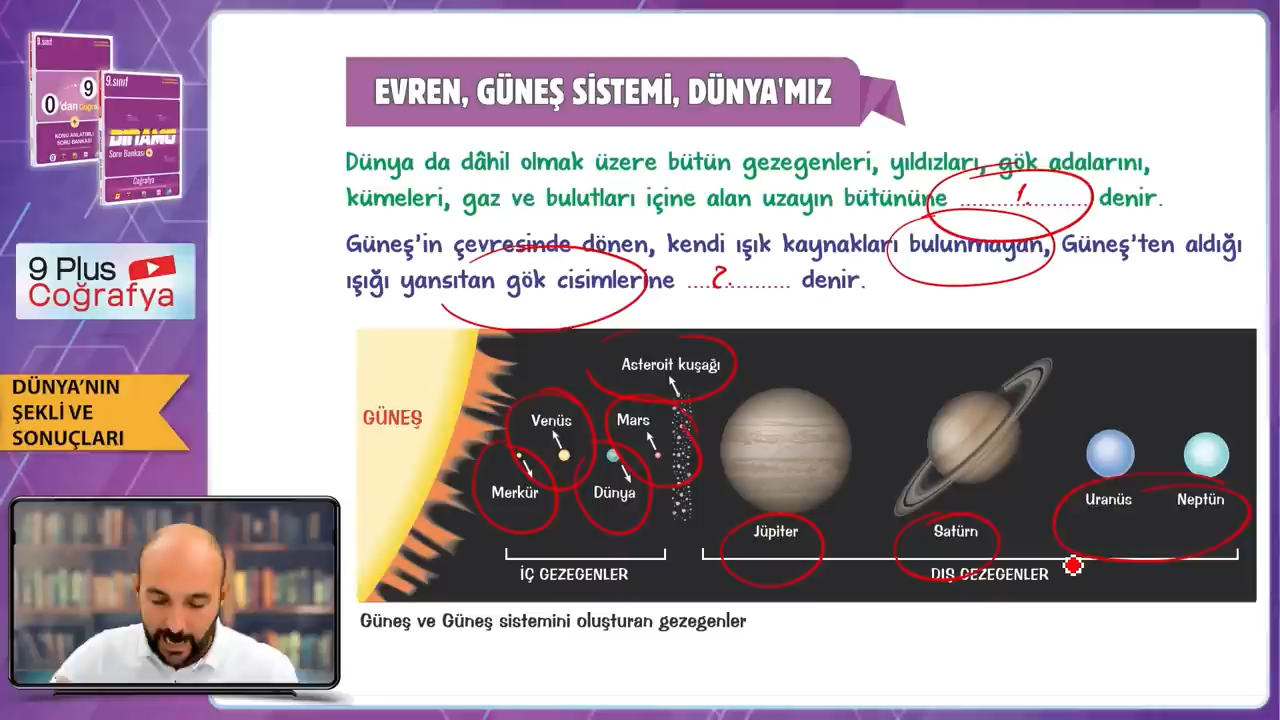 9.sınıf
9
0'dan Coğrafya
KONU ANLATIMLI
SORU BANKASI
9.sınıf
DINAMO
Soru Bankası
Coğrafya
9 Plus
Coğrafya
DÜNYA'NIN
ŞEKLİ VE
SONUÇLARI
EVREN, GÜNEŞ SİSTEMİ, DÜNYA'MIZ
Dünya da dâhil olmak üzere bütün gezegenleri, yıldızları, gök adalarını,
kümeleri, gaz ve bulutları içine alan uzayın bütününe .........1.......... denir.
Güneş'in çevresinde dönen, kendi ışık kaynakları bulunmayan, Güneş'ten aldığı
ışığı yansıtan gök cisimlerine .....2........... denir.
GÜNEŞ
Asteroit kuşağı
Venüs
Mars
Merkür
Dünya
Jüpiter
Satürn
Uranüs
Neptün
İÇ GEZEGENLER
DIŞ GEZEGENLER
Güneş ve Güneş sistemini oluşturan gezegenler